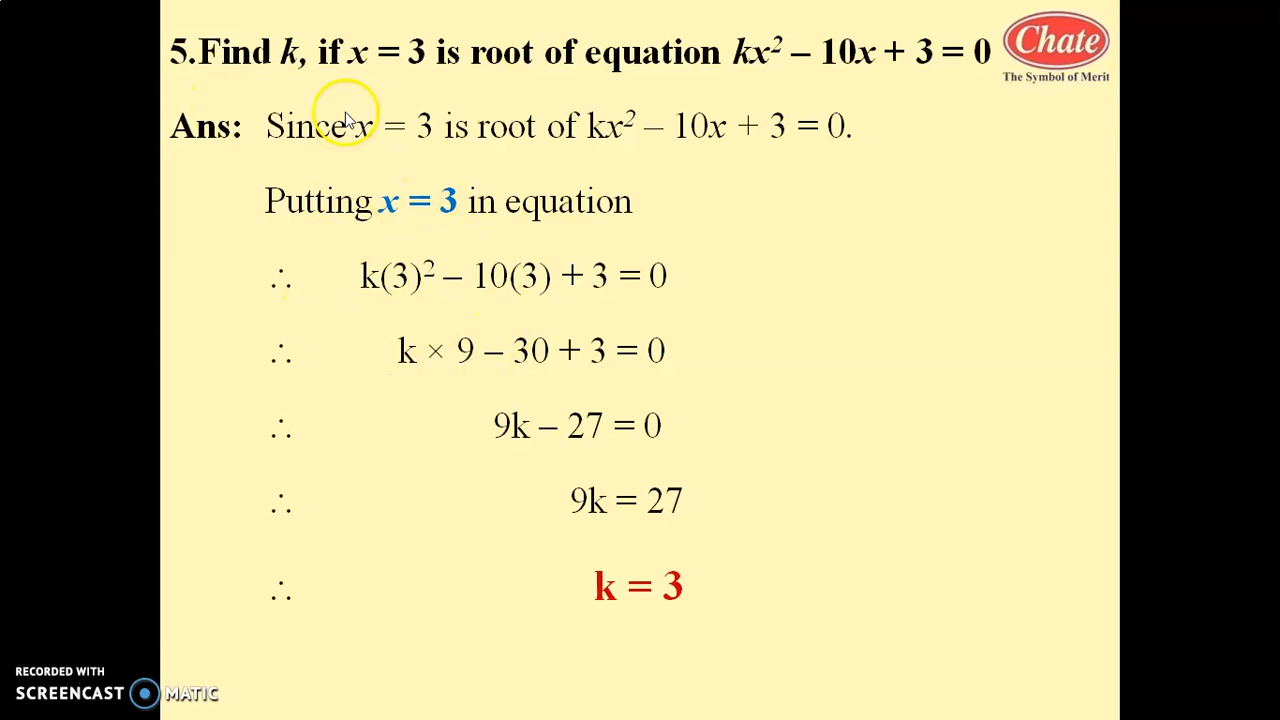 5.Find k, if x = 3 is root of equation kx² – 10x + 3 = 0
Chate
The Symbol of Merit
Ans: Since x = 3 is root of kx² – 10x + 3 = 0.
Putting x = 3 in equation
∴ k(3)² – 10(3) + 3 = 0
∴ k × 9 – 30 + 3 = 0
∴ 9k – 27 = 0
∴ 9k = 27
∴ k = 3
RECORDED WITH
SCREENCAST MATIC